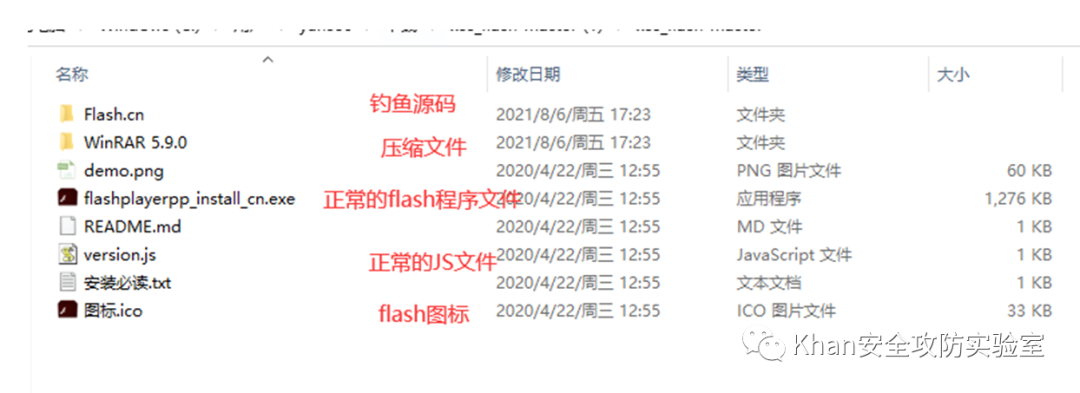 名称 修改日期 类型 大小
Flash.cn 钓鱼源码 2021/8/6/周五 17:23 文件夹
WinRAR 5.9.0 压缩文件 2021/8/6/周五 17:23 文件夹
demo.png 2020/4/22/周三 12:55 PNG 图片文件 60 KB
flashplayerpp_install_cn.exe 正常的flash程序文件 2020/4/22/周三 12:55 应用程序 1,276 KB
README.md 2020/4/22/周三 12:55 MD 文件 1 KB
version.js 正常的JS文件 2020/4/22/周三 12:55 JavaScript 文件 1 KB
安装必读.txt 2020/4/22/周三 12:55 文本文档 1 KB
图标.ico flash图标 2020/4/22/周三 12:55 ICO 图片文件 33 KB
Khan安全攻防实验室